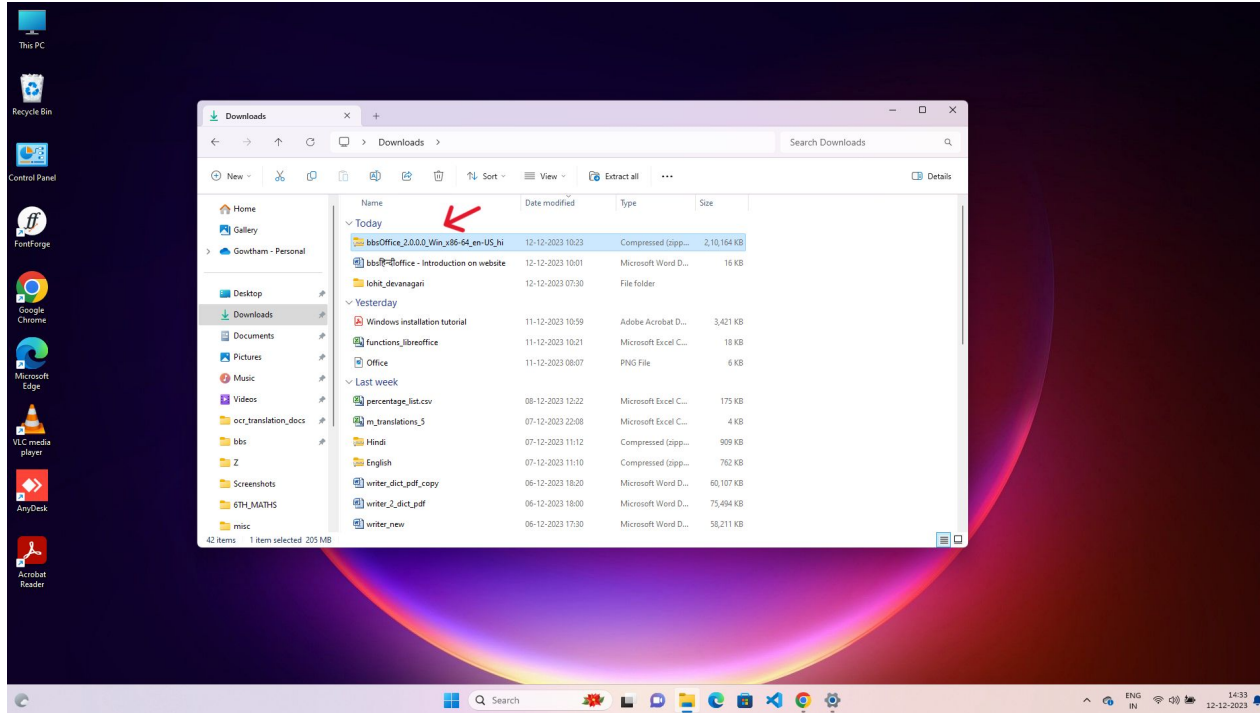 This PC
Recycle Bin
Control Panel
FontForge
Google
Chrome
Microsoft
Edge
VLC media
player
AnyDesk
Acrobat
Reader
Downloads
Downloads
Search Downloads
New
Sort
View
Extract all
Details
Home
Gallery
Gowtham - Personal
Desktop
Downloads
Documents
Pictures
Music
Videos
ocr_translation_docs
bbs
Z
Screenshots
6TH_MATHS
misc
Name Date modified Type Size
Today
bbsOffice_2.0.0.0_Win_x86-64_en-US_hi 12-12-2023 10:23 Compressed (zipp... 2,10,164 KB
bbsहिन्दीoffice - Introduction on website 12-12-2023 10:01 Microsoft Word D... 16 KB
lohit_devanagari 12-12-2023 07:30 File folder
Yesterday
Windows installation tutorial 11-12-2023 10:59 Adobe Acrobat D... 3,421 KB
functions_libreoffice 11-12-2023 10:21 Microsoft Excel C... 18 KB
Office 11-12-2023 08:07 PNG File 6 KB
Last week
percentage_list.csv 08-12-2023 12:22 Microsoft Excel C... 175 KB
m_translations_5 07-12-2023 22:08 Microsoft Excel C... 4 KB
Hindi 07-12-2023 11:12 Compressed (zipp... 909 KB
English 07-12-2023 11:10 Compressed (zipp... 762 KB
writer_dict_pdf_copy 06-12-2023 18:20 Microsoft Word D... 60,107 KB
writer_2_dict_pdf 06-12-2023 18:00 Microsoft Word D... 75,494 KB
writer_new 06-12-2023 17:30 Microsoft Word D... 58,211 KB
42 items 1 item selected 205 MB
Search
ENG
IN
14:33
12-12-2023